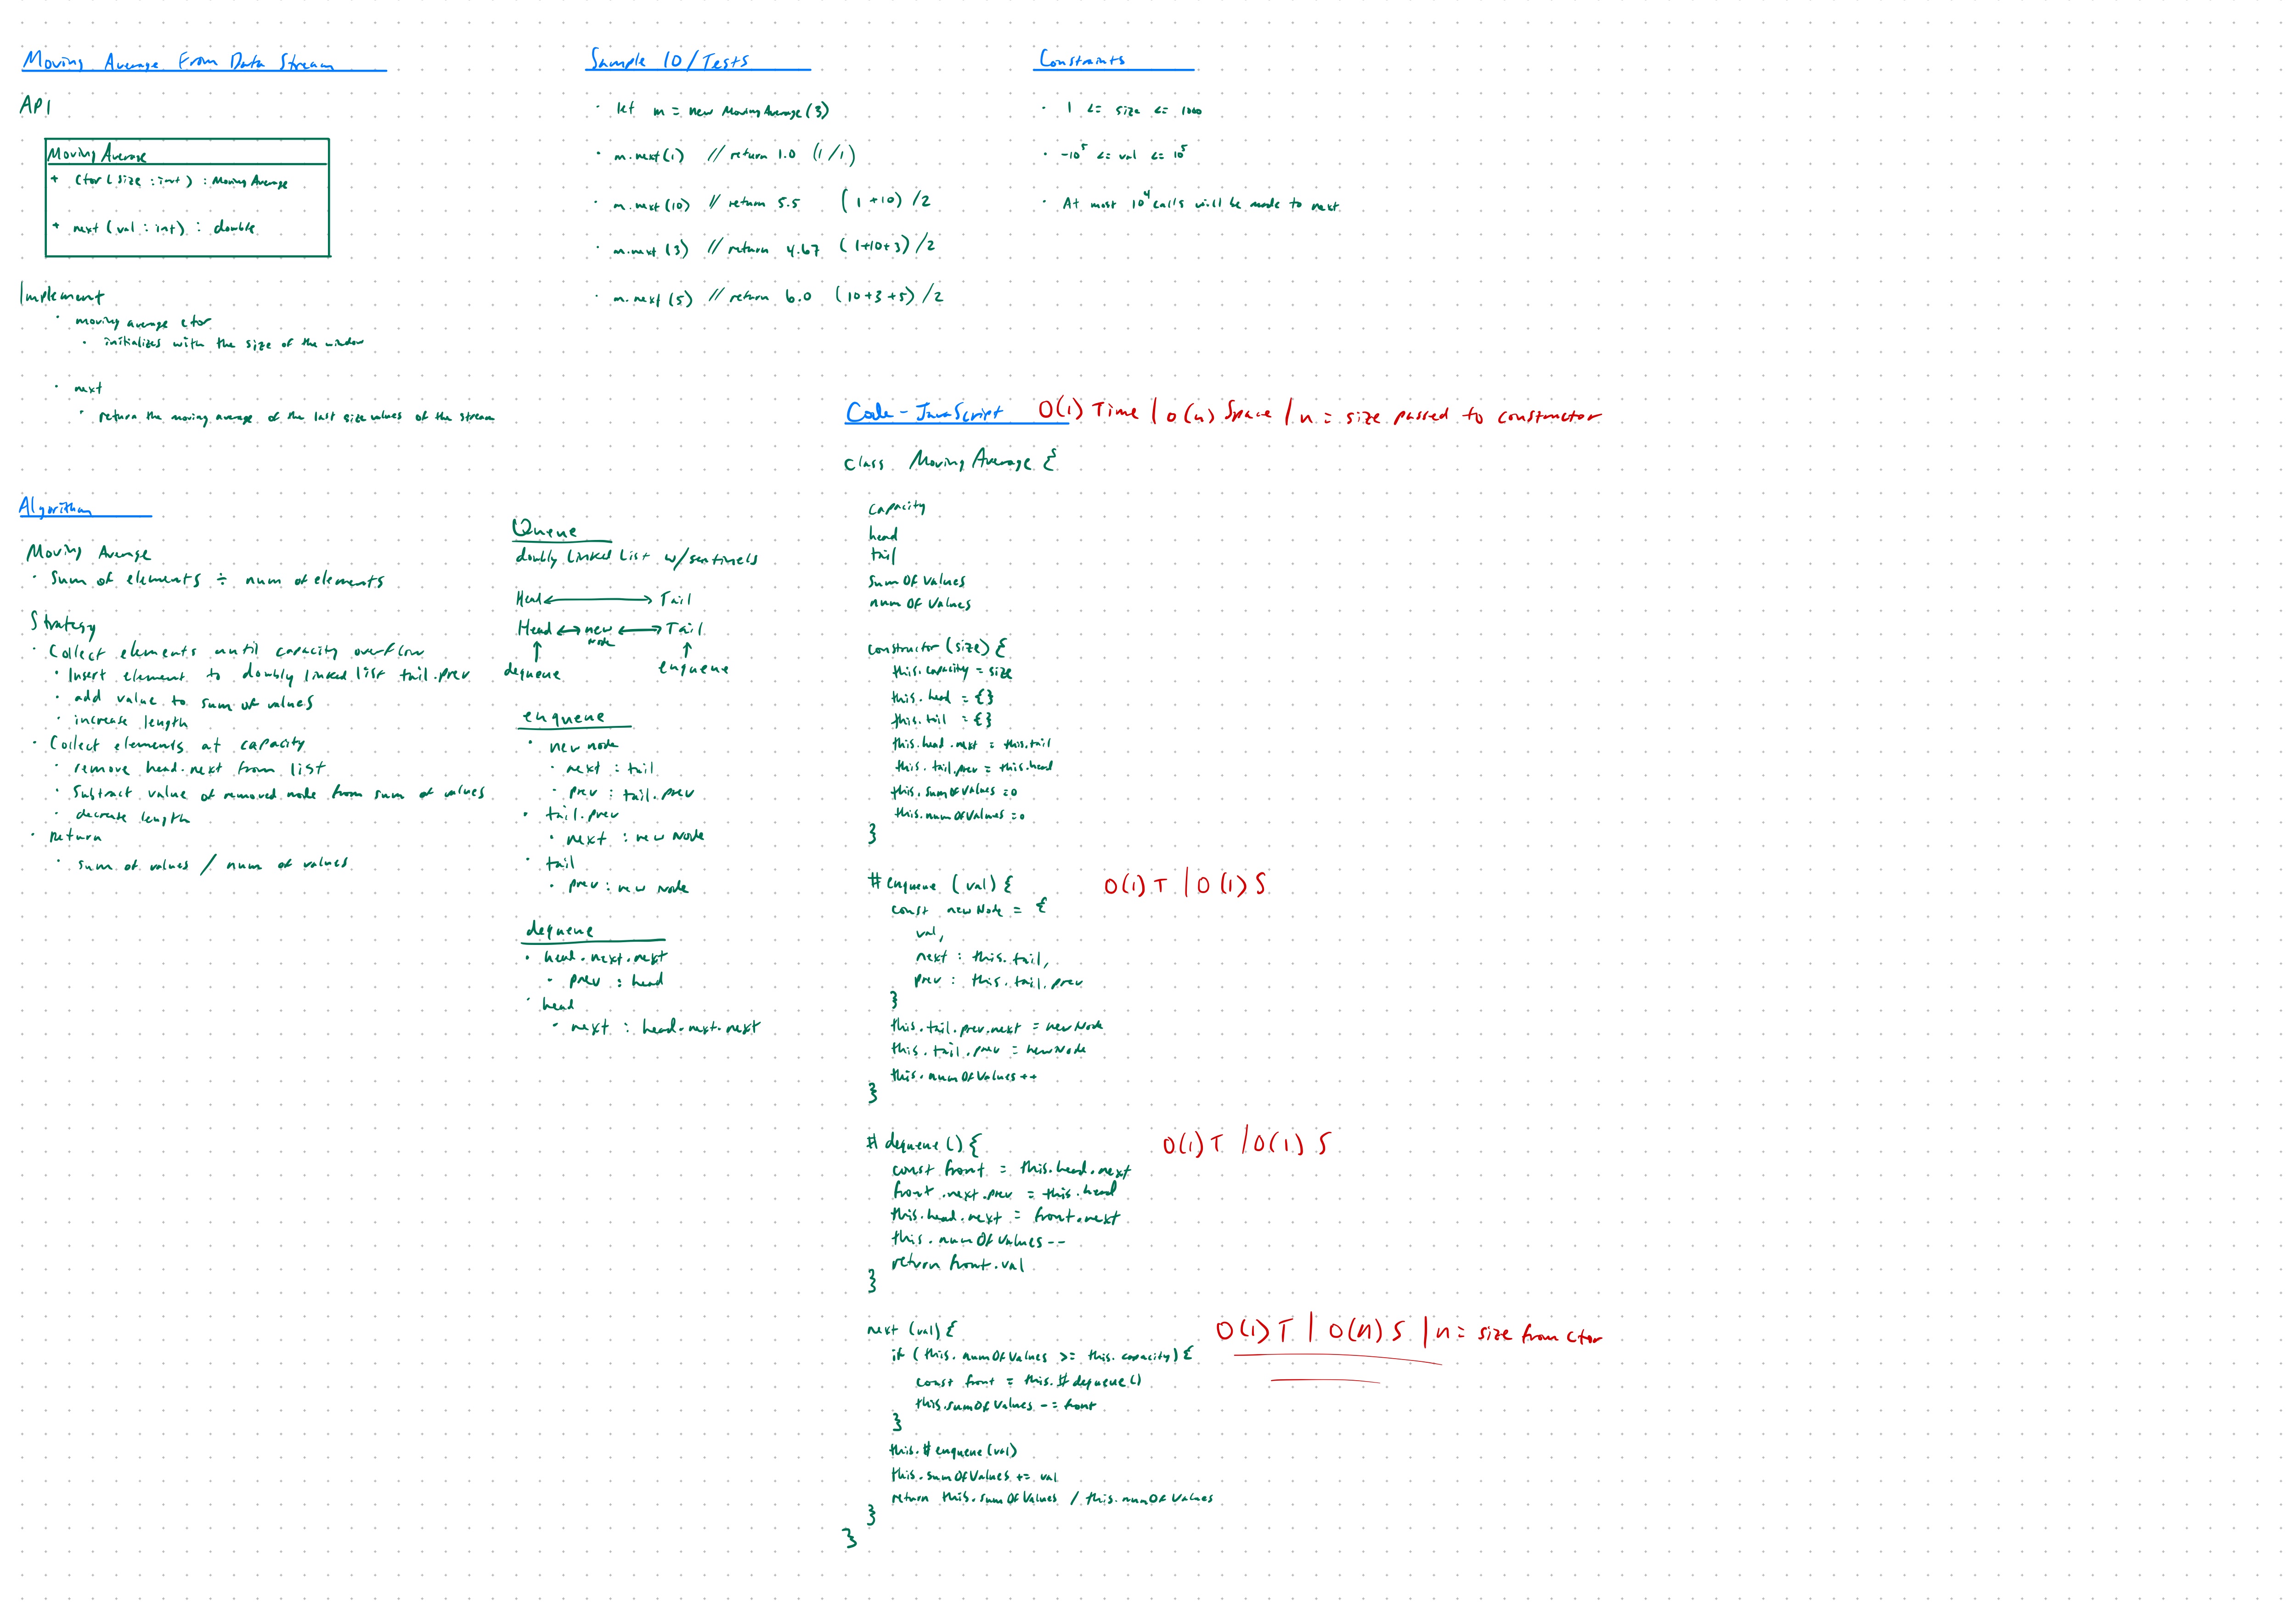 Moving Average From Data Stream
API
Moving Average
+ Ctor ( size : int ) : Moving Average
+ next ( val : int ) : double
Implement
· moving average ctor
· initializes with the size of the window
· next
· return the moving average of the last size values of the stream
Sample IO/Tests
· let m = new Moving Average (3)
· m.next(1) // return 1.0 (1/1)
· m.next (10) // return 5.5 (1+10) /2
· m.next (3) // return 4.67 (1+10+3) /2
· m.next (5) // return 6.0 (10+3+5) /2
Constraints
· 1 <= size <= 1000
· -10⁵ <= val <= 10⁵
· At most 10⁴ calls will be made to next
Algorithm
Moving Average
· Sum of elements ÷ num of elements
Strategy
· Collect elements until capacity overflow
· Insert element to doubly linked list tail.prev
· add value to sum of values
· increase length
· Collect elements at capacity
· remove head.next from list
· Subtract value of removed node from sum of values
· decrease length
· Return
· sum of values / num of values
Queue
doubly linked list w/sentinels
Head ⟷ Tail
Head ⟷ new node ⟷ Tail
↑ ↑
dequeue enqueue
enqueue
· new node
· next : tail
· prev : tail.prev
· tail.prev
· next : new Node
· tail
· prev : new Node
dequeue
· head.next.next
· prev : head
· head
· next : head.next.next
Code - JavaScript O(1) Time | O(n) Space | n = size passed to constructor
class Moving Average {
capacity
head
tail
sumOfValues
numOfValues
constructor (size) {
this.capacity = size
this.head = {}
this.tail = {}
this.head.next = this.tail
this.tail.prev = this.head
this.sumOfValues = 0
this.numOfValues = 0
}
# enqueue (val) { O(1) T | O(1) S
const newNode = {
val,
next : this.tail,
prev : this.tail.prev
}
this.tail.prev.next = newNode
this.tail.prev = newNode
this.numOfValues ++
}
# dequeue () { O(1) T | O(1) S
const front = this.head.next
front.next.prev = this.head
this.head.next = front.next
this.numOfValues --
return front.val
}
next (val) { O(1) T | O(n) S | n = size from ctor
if (this.numOfValues >= this.capacity) {
const front = this.#dequeue()
this.sumOfValues -= front
}
this.#enqueue(val)
this.sumOfValues += val
return this.sumOfValues / this.numOfValues
}
}